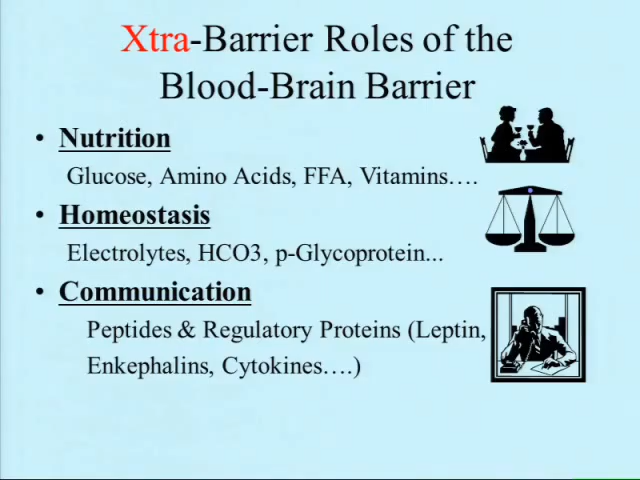 Xtra-Barrier Roles of the
Blood-Brain Barrier
• Nutrition
Glucose, Amino Acids, FFA, Vitamins….
• Homeostasis
Electrolytes, HCO3, p-Glycoprotein...
• Communication
Peptides & Regulatory Proteins (Leptin,
Enkephalins, Cytokines….)